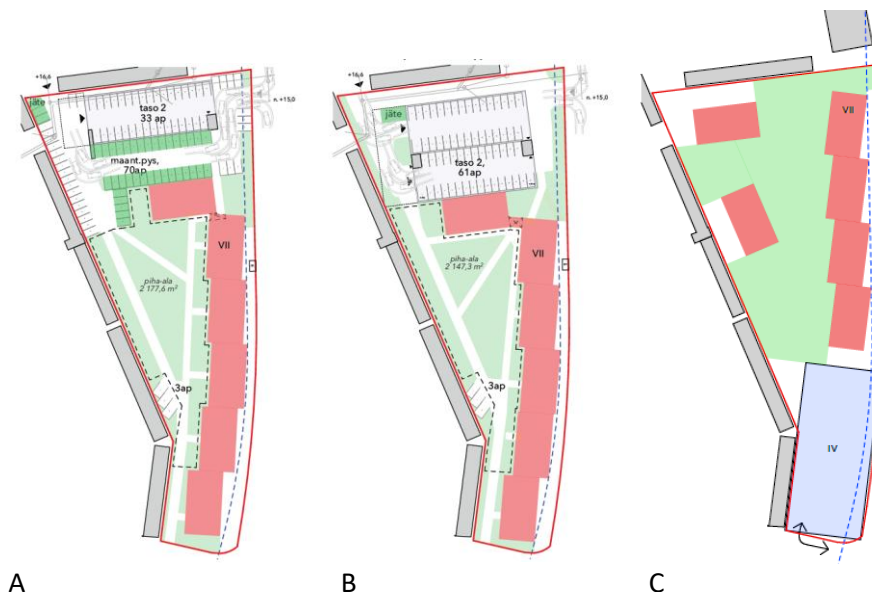 +16,6
jäte
taso 2
33 ap
n. +15,0
maant.pys,
70ap
VII
piha-ala
2 177,6 m²
3ap
A
+16,6
jäte
n. +15,0
taso 2,
61ap
VII
piha-ala
2 147,3 m²
3ap
B
VII
IV
C